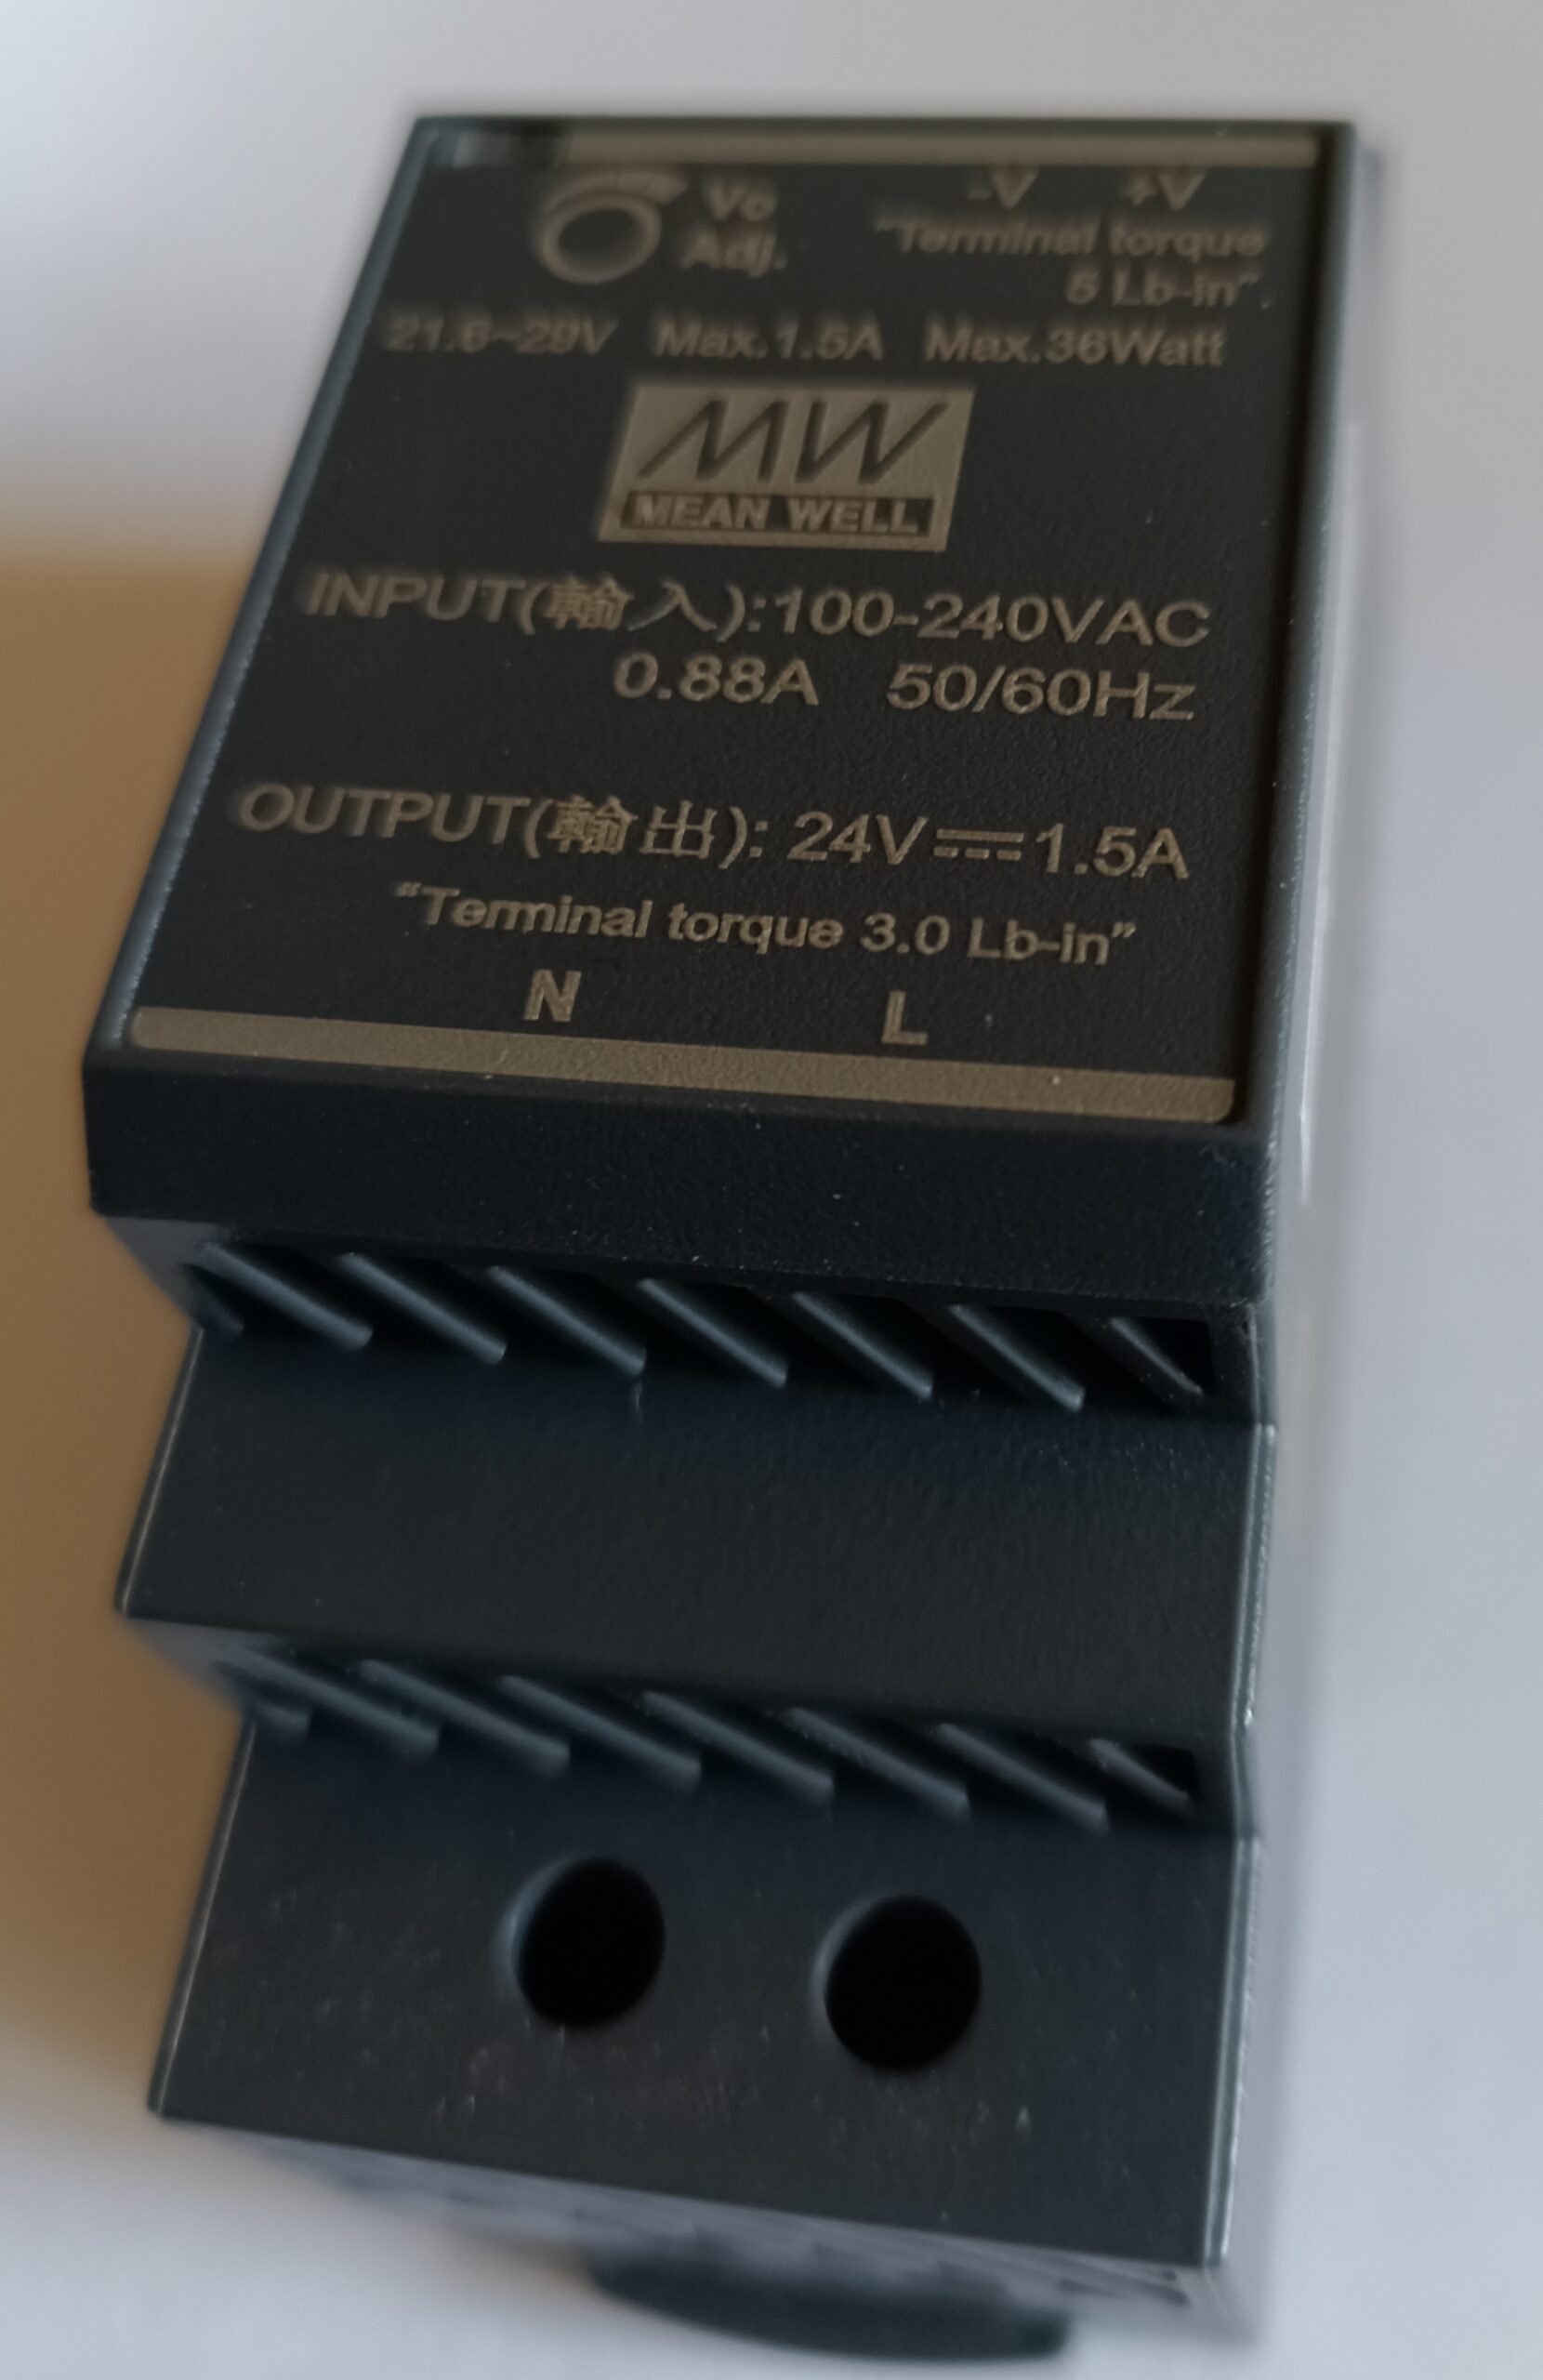 -V +V
Vo
Adj.
"Terminal torque
5 Lb-in"
21.6~29V Max.1.5A Max.36Watt
MW
MEAN WELL
INPUT(輸入):100-240VAC
0.88A 50/60Hz
OUTPUT(輸出): 24V⎓1.5A
"Terminal torque 3.0 Lb-in"
N L